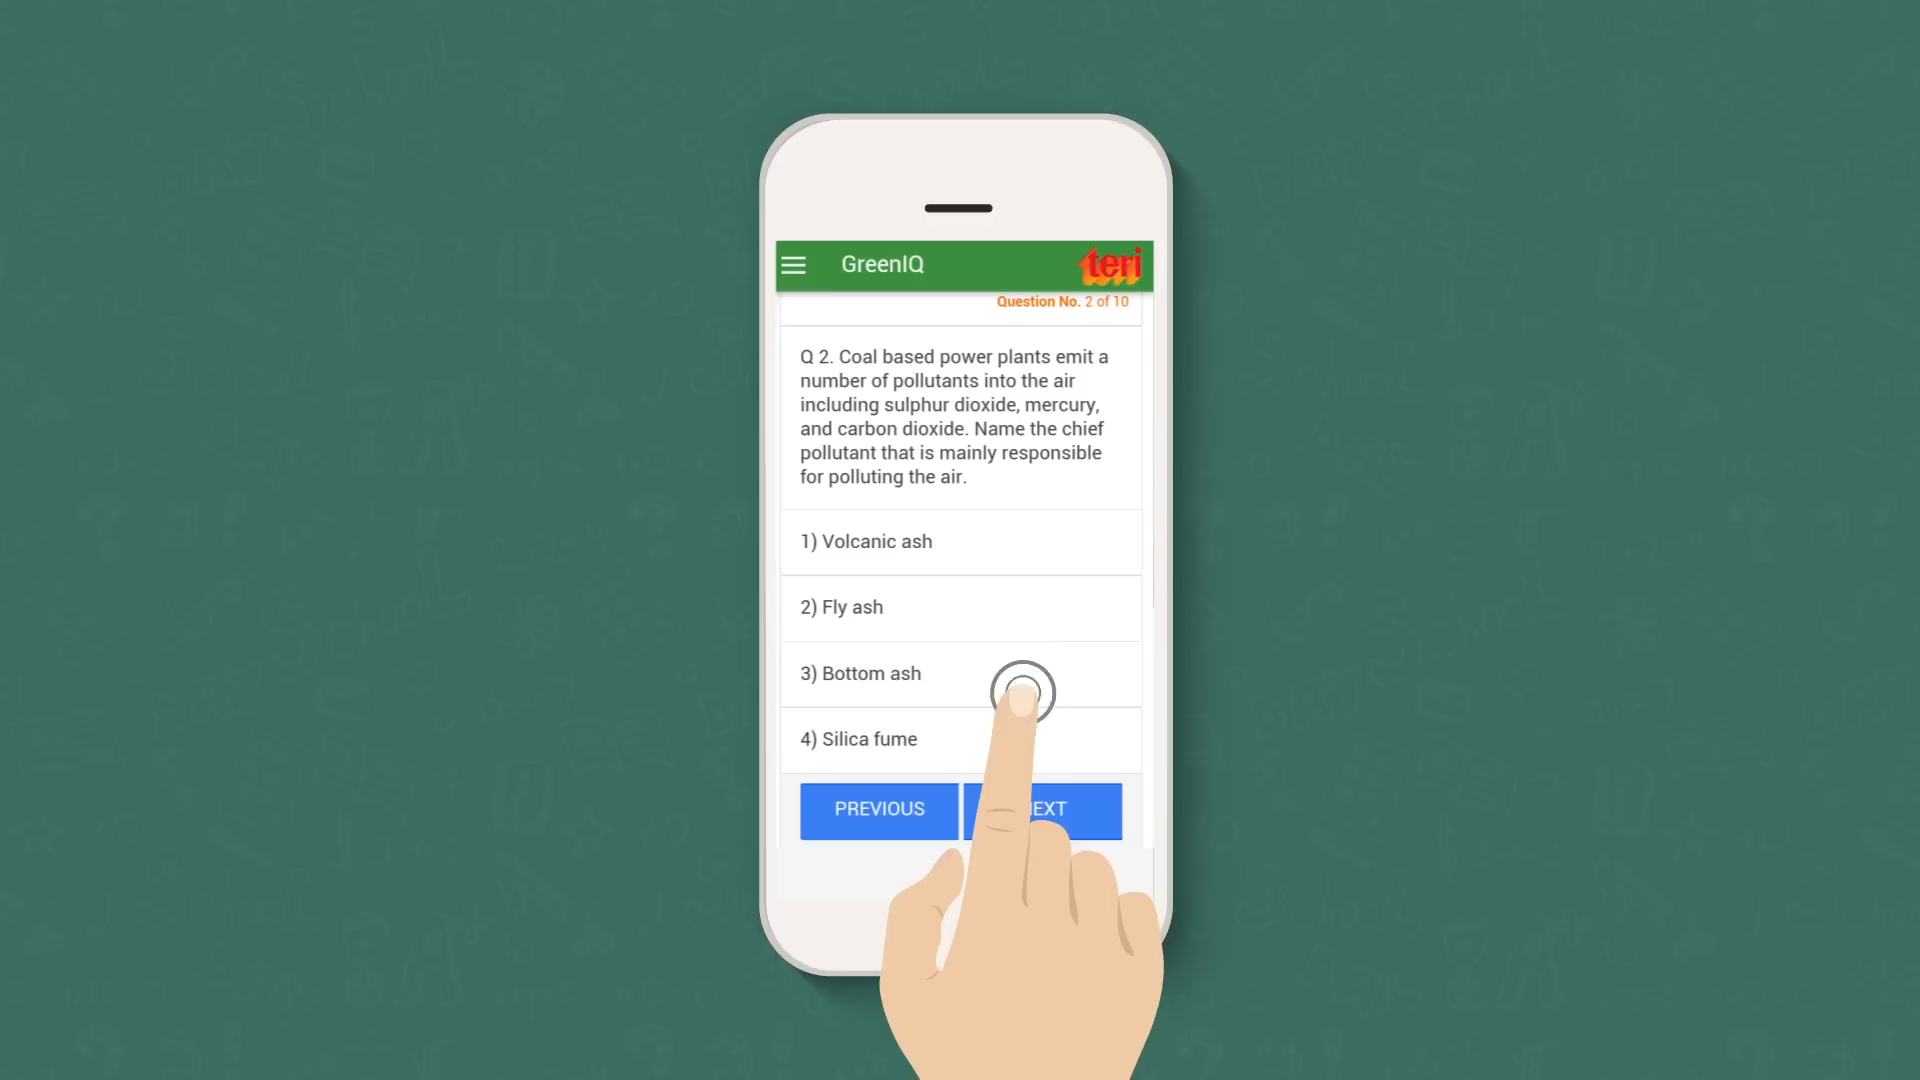 GreenIQ
teri
Question No. 2 of 10
Q 2. Coal based power plants emit a
number of pollutants into the air
including sulphur dioxide, mercury,
and carbon dioxide. Name the chief
pollutant that is mainly responsible
for polluting the air.
1) Volcanic ash
2) Fly ash
3) Bottom ash
4) Silica fume
PREVIOUS
EXT